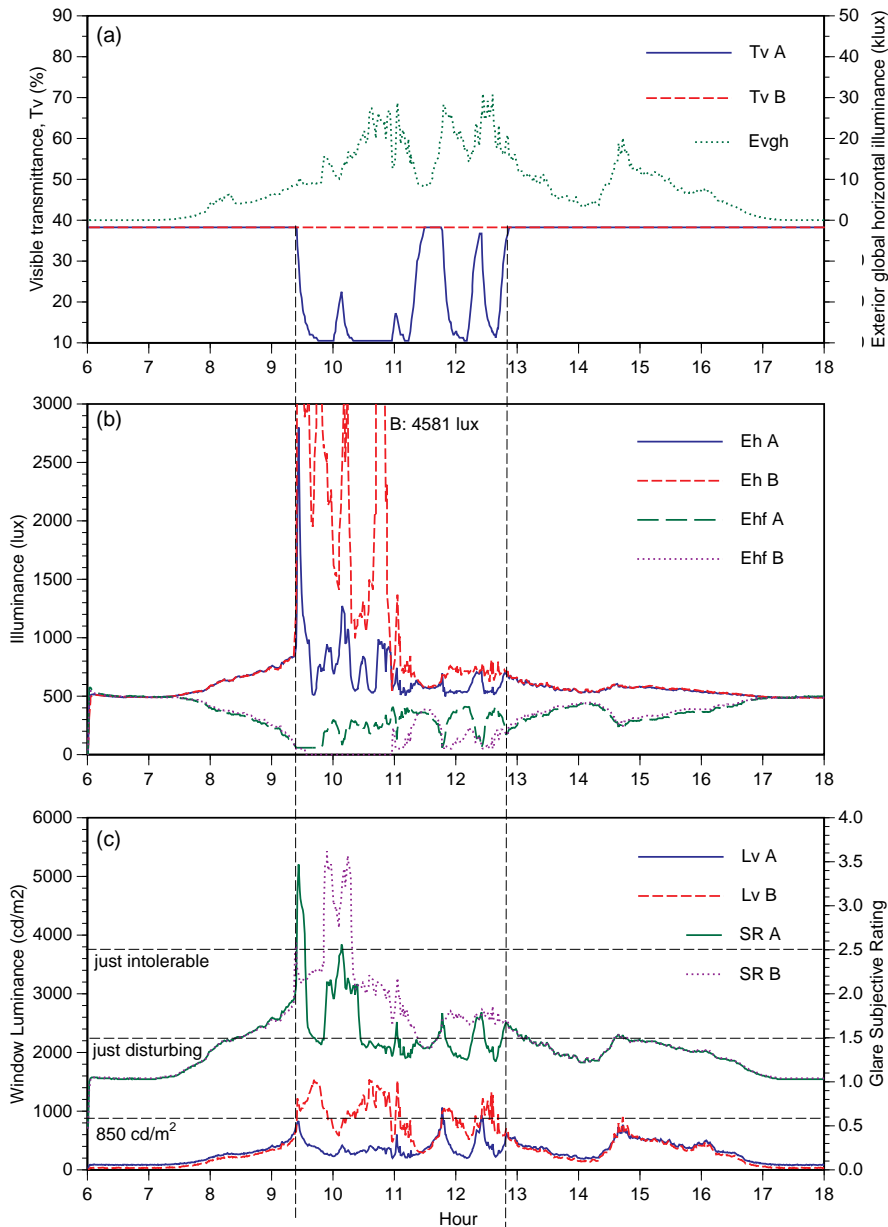 (a)
Tv A
Tv B
Evgh
Visible transmittance, Tv (%)
90
80
70
60
50
40
30
20
10
Exterior global horizontal illuminance (klux)
50
40
30
20
10
0
6 7 8 9 10 11 12 13 14 15 16 17 18
(b)
B: 4581 lux
Eh A
Eh B
Ehf A
Ehf B
Illuminance (lux)
3000
2500
2000
1500
1000
500
0
6 7 8 9 10 11 12 13 14 15 16 17 18
(c)
Lv A
Lv B
SR A
SR B
just intolerable
just disturbing
850 cd/m2
Window Luminance (cd/m2)
6000
5000
4000
3000
2000
1000
0
Glare Subjective Rating
4.0
3.5
3.0
2.5
2.0
1.5
1.0
0.5
0.0
6 7 8 9 10 11 12 13 14 15 16 17 18
Hour